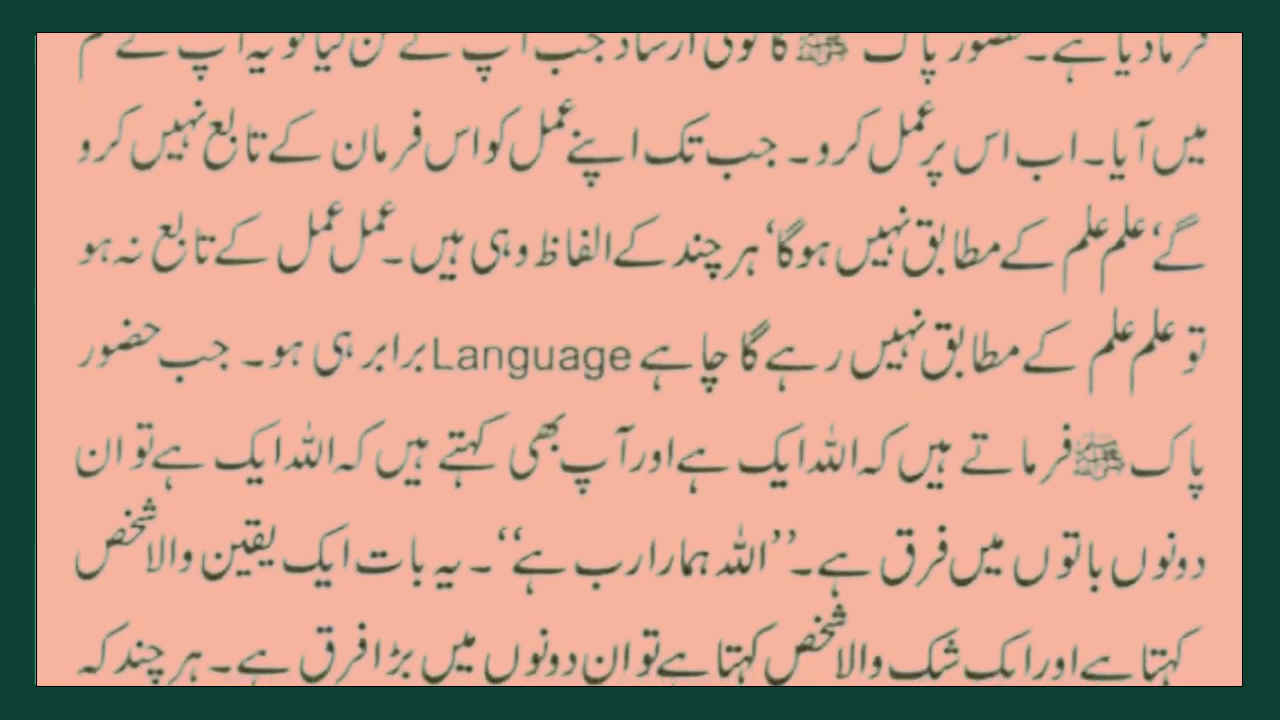 فرمادیا ہے۔ حضور پاک ﷺ کا کوئی ارشاد جب آپ نے سن لیا تو یہ آپ کے علم
میں آیا۔ اب اس پر عمل کرو۔ جب تک اپنے عمل کو اس فرمان کے تابع نہیں کرو
گے‘ علم علم کے مطابق نہیں ہوگا‘ ہر چند کے الفاظ وہی ہیں۔ عمل عمل کے تابع نہ ہو
تو علم علم کے مطابق نہیں رہے گا چاہے Language برابر ہی ہو۔ جب حضور
پاک ﷺ فرماتے ہیں کہ اللہ ایک ہے اور آپ بھی کہتے ہیں کہ اللہ ایک ہے تو ان
دونوں باتوں میں فرق ہے۔ ’’اللہ ہمارا رب ہے‘‘۔ یہ بات ایک یقین والا شخص
کہتا ہے اور ایک شک والا شخص کہتا ہے تو ان دونوں میں بڑا فرق ہے۔ ہر چند کہ